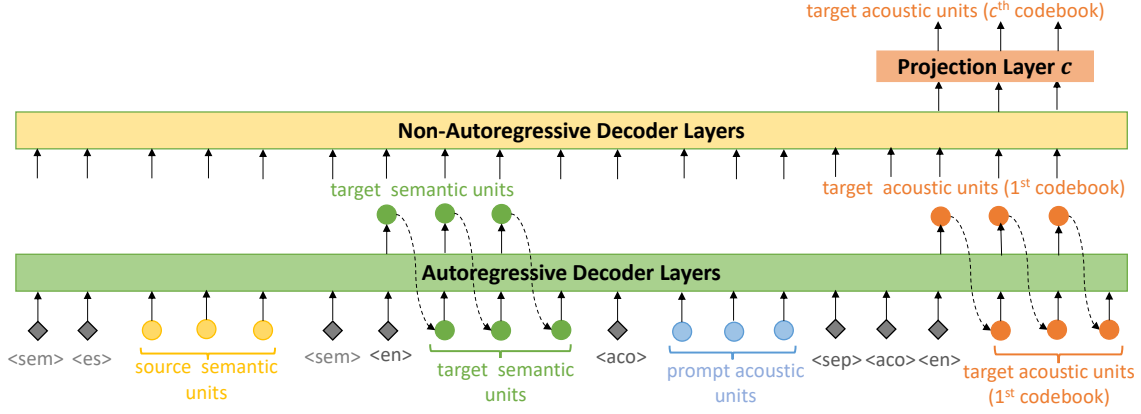 target acoustic units (cth codebook)
Projection Layer c
Non-Autoregressive Decoder Layers
target semantic units
target acoustic units (1st codebook)
Autoregressive Decoder Layers
<sem> <es> <sem> <en> <aco> <sep> <aco> <en>
source semantic units
target semantic units
prompt acoustic units
target acoustic units
(1st codebook)